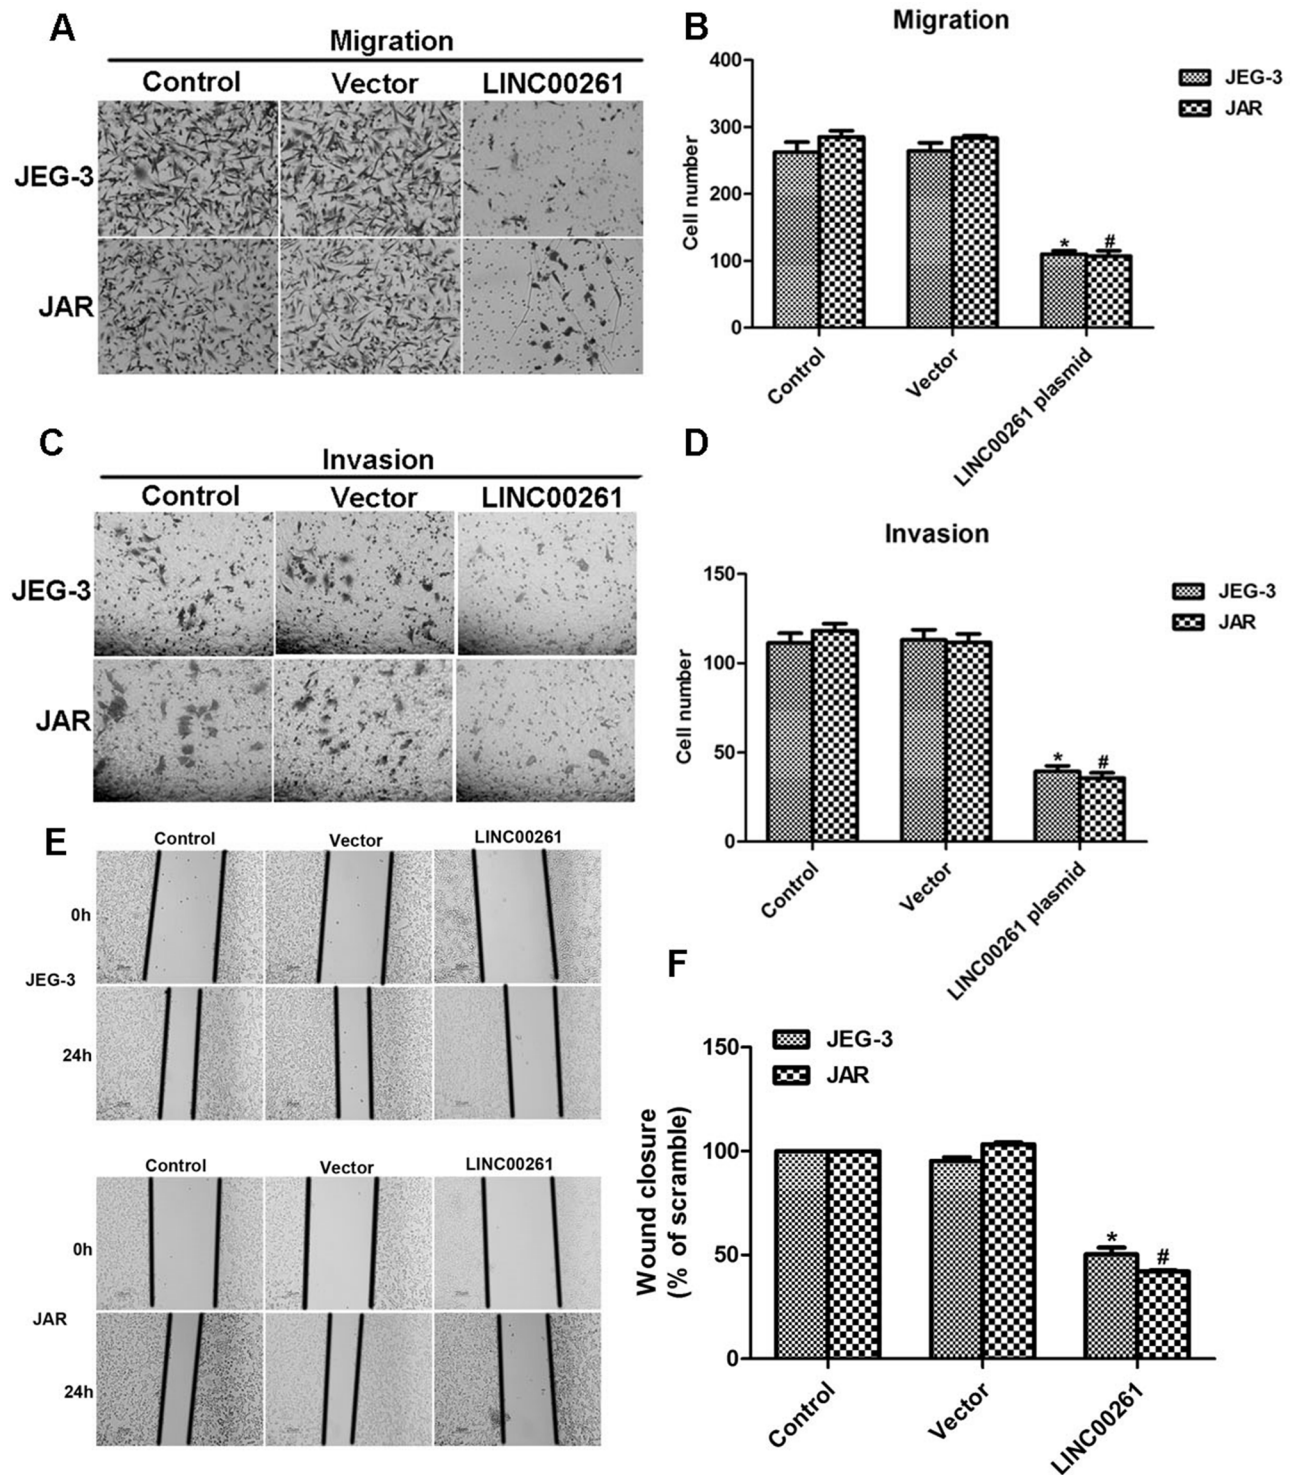 A
Migration
Control Vector LINC00261
JEG-3
JAR
B
Migration
400
300
200
100
0
Cell number
Control
Vector
LINC00261 plasmid
JEG-3
JAR
*
#
C
Invasion
Control Vector LINC00261
JEG-3
JAR
D
Invasion
150
100
50
0
Cell number
Control
Vector
LINC00261 plasmid
JEG-3
JAR
*
#
E
Control Vector LINC00261
0h
JEG-3
24h
Control Vector LINC00261
0h
JAR
24h
F
JEG-3
JAR
150
100
50
0
Wound closure
(% of scramble)
*
#
Control
Vector
LINC00261